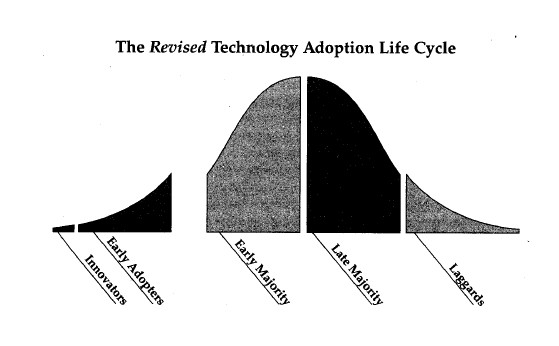 The Revised Technology Adoption Life Cycle
Innovators
Early Adopters
Early Majority
Late Majority
Laggards